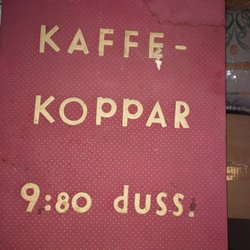 KAFFE-
KOPPAR
9:80 duss.